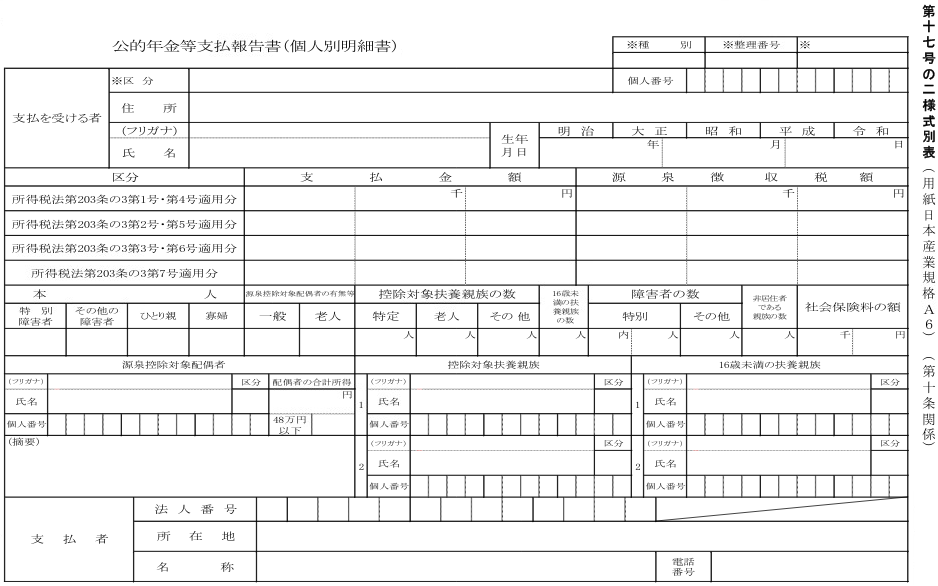 公的年金等支払報告書(個人別明細書)
※種 別 ※整理番号 ※
支払を受ける者
※区 分 個人番号
住 所
(フリガナ)
氏 名
生年
月日
明 治 大 正 昭 和 平 成 令 和
年 月 日
区分 支 払 金 額 源 泉 徴 収 税 額
所得税法第203条の3第1号・第4号適用分 千 円 千 円
所得税法第203条の3第2号・第5号適用分
所得税法第203条の3第3号・第6号適用分
所得税法第203条の3第7号適用分
本 人
特 別
障害者
その他の
障害者
ひとり親
寡婦
源泉控除対象配偶者の有無等
一般 老人
控除対象扶養親族の数
特定 老人 その他
16歳未
満の扶
養親族
の数
障害者の数
特別 その他
非居住者
である
親族の数
社会保険料の額
人 人 人 人 内 人 人 人 千 円
源泉控除対象配偶者
(フリガナ) 区分 配偶者の合計所得
氏名 円
個人番号 48万円
以下
(摘要)
控除対象扶養親族
1
(フリガナ) 区分
氏名
個人番号
2
(フリガナ) 区分
氏名
個人番号
16歳未満の扶養親族
1
(フリガナ) 区分
氏名
個人番号
2
(フリガナ) 区分
氏名
個人番号
支 払 者
法 人 番 号
所 在 地
名 称
電話
番号
第十七号の二様式別表(用紙日本産業規格A6)(第十条関係)